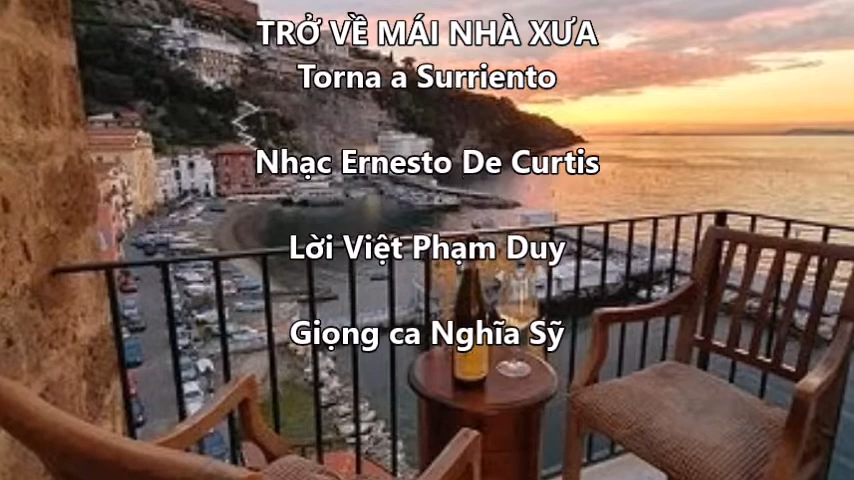 TRỞ VỀ MÁI NHÀ XƯA
Torna a Surriento
Nhạc Ernesto De Curtis
Lời Việt Phạm Duy
Giọng ca Nghĩa Sỹ